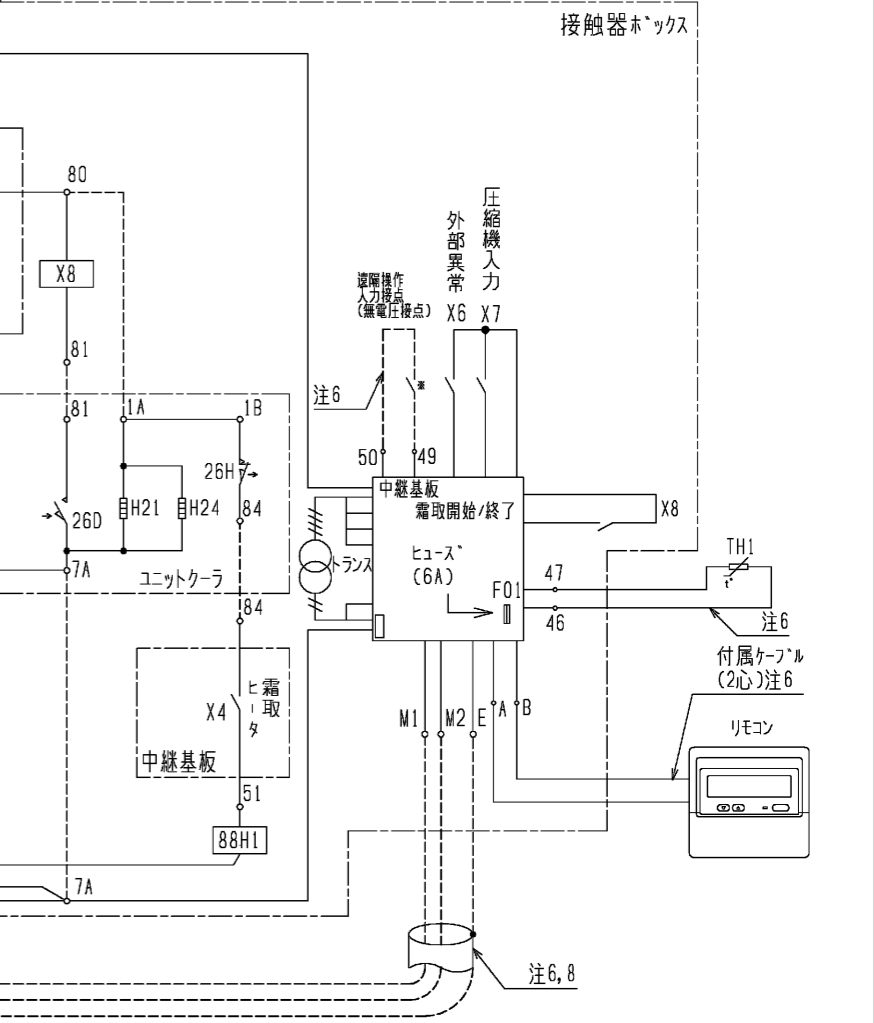 接触器ボックス
80
X8
81
81
1A
1B
26H
84
26D
H21
H24
7A
ユニットクーラ
84
X4
霜取
ヒータ
中継基板
51
88H1
7A
遠隔操作
入力接点
(無電圧接点)
注6
※
外部異常
圧縮機入力
X6
X7
50
49
中継基板
霜取開始/終了
X8
トランス
ヒューズ
(6A)
F01
47
46
TH1
t°
注6
付属ケーブル
(2心)注6
リモコン
M1
M2
E
A
B
注6,8